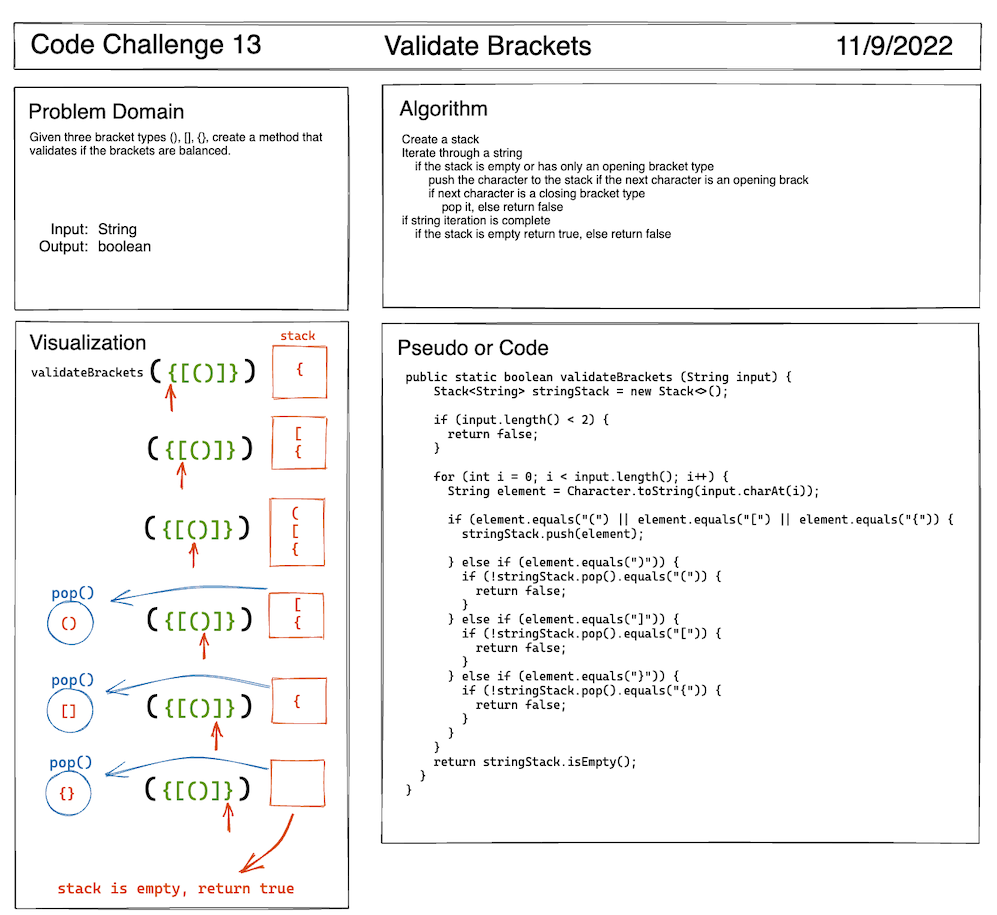 Code Challenge 13 Validate Brackets 11/9/2022
Problem Domain
Given three bracket types (), [], {}, create a method that
validates if the brackets are balanced.
Input: String
Output: boolean
Algorithm
Create a stack
Iterate through a string
if the stack is empty or has only an opening bracket type
push the character to the stack if the next character is an opening brack
if next character is a closing bracket type
pop it, else return false
if string iteration is complete
if the stack is empty return true, else return false
Visualization
stack
validateBrackets ({[()]}) {
({[()]}) [
{
({[()]}) (
[
{
pop()
() ({[()]}) [
{
pop()
[] ({[()]}) {
pop()
{} ({[()]})
stack is empty, return true
Pseudo or Code
public static boolean validateBrackets (String input) {
Stack<String> stringStack = new Stack<>();
if (input.length() < 2) {
return false;
}
for (int i = 0; i < input.length(); i++) {
String element = Character.toString(input.charAt(i));
if (element.equals("(") || element.equals("[") || element.equals("{")) {
stringStack.push(element);
} else if (element.equals(")")) {
if (!stringStack.pop().equals("(")) {
return false;
}
} else if (element.equals("]")) {
if (!stringStack.pop().equals("[")) {
return false;
}
} else if (element.equals("}")) {
if (!stringStack.pop().equals("{")) {
return false;
}
}
}
return stringStack.isEmpty();
}
}